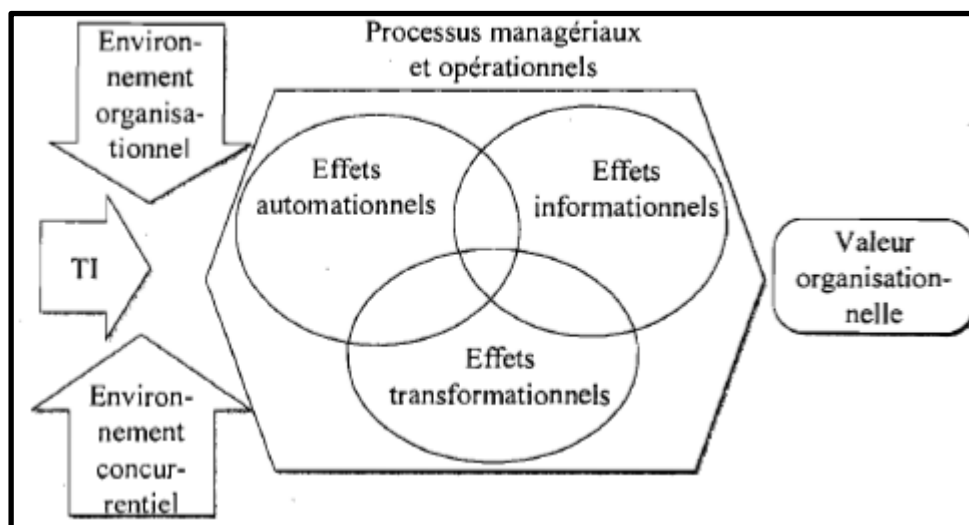 Environ-
nement
organisa-
tionnel
Processus managériaux
et opérationnels
Effets
automationnels
Effets
informationnels
TI
Valeur
organisation-
nelle
Effets
transformationnels
Environ-
nement
concur-
rentiel